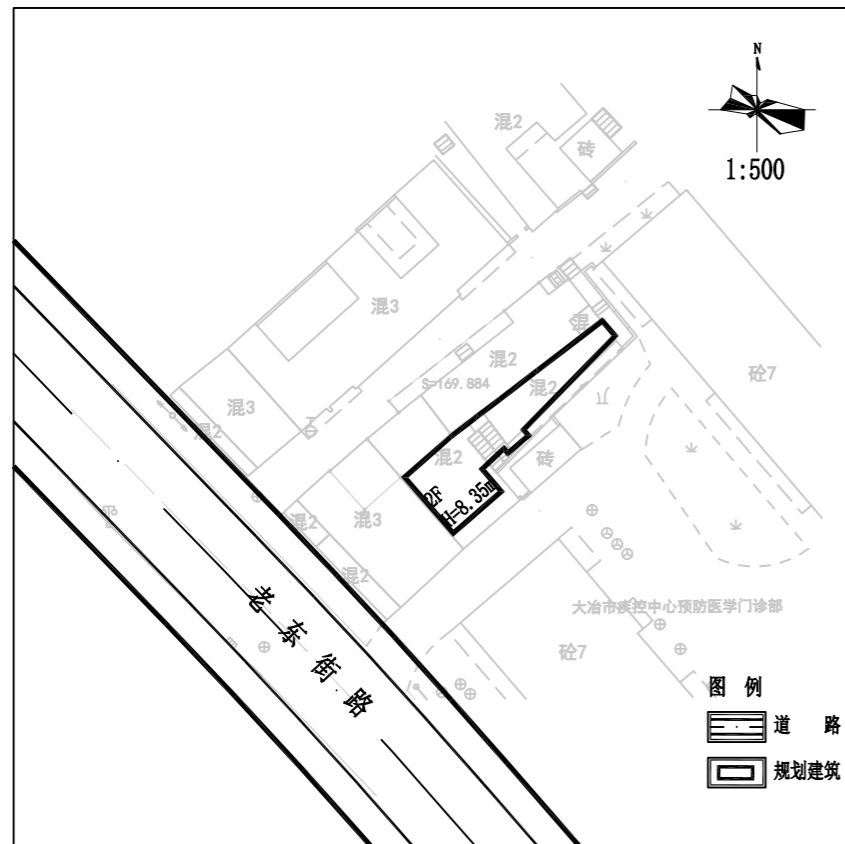 N
1:500
混2
砖
混3
混
混2
S=169.884
混2
砼7
混3
混2
混2
砖
2F
H=8.35m
混2
混3
混2
大冶市疾控中心预防医学门诊部
砼7
老东街路
图 例
道 路
规划建筑